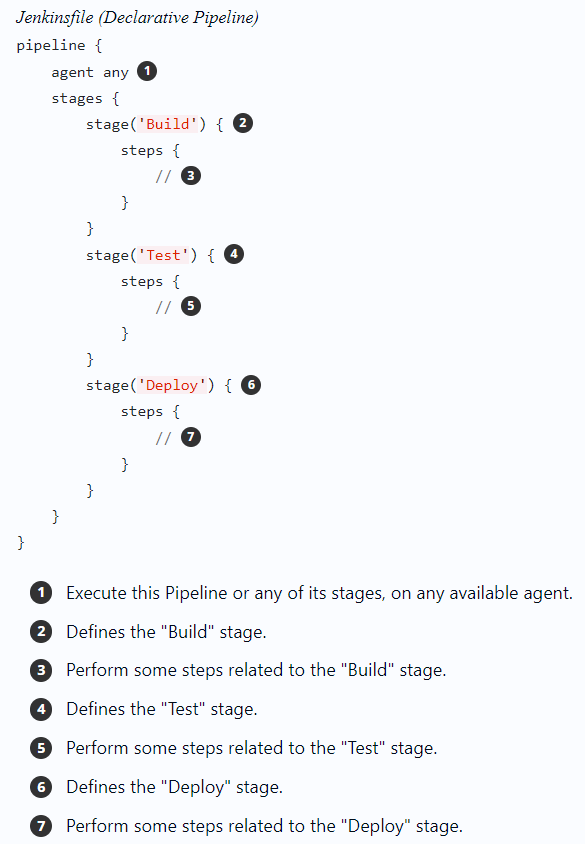 Jenkinsfile (Declarative Pipeline)
pipeline {
    agent any 1
    stages {
        stage('Build') { 2
            steps {
                // 3
            }
        }
        stage('Test') { 4
            steps {
                // 5
            }
        }
        stage('Deploy') { 6
            steps {
                // 7
            }
        }
    }
}
1 Execute this Pipeline or any of its stages, on any available agent.
2 Defines the "Build" stage.
3 Perform some steps related to the "Build" stage.
4 Defines the "Test" stage.
5 Perform some steps related to the "Test" stage.
6 Defines the "Deploy" stage.
7 Perform some steps related to the "Deploy" stage.